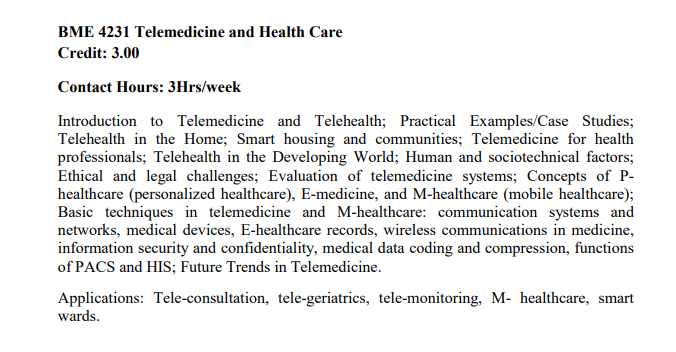 BME 4231 Telemedicine and Health Care
Credit: 3.00
Contact Hours: 3Hrs/week
Introduction to Telemedicine and Telehealth; Practical Examples/Case Studies;
Telehealth in the Home; Smart housing and communities; Telemedicine for health
professionals; Telehealth in the Developing World; Human and sociotechnical factors;
Ethical and legal challenges; Evaluation of telemedicine systems; Concepts of P-
healthcare (personalized healthcare), E-medicine, and M-healthcare (mobile healthcare);
Basic techniques in telemedicine and M-healthcare: communication systems and
networks, medical devices, E-healthcare records, wireless communications in medicine,
information security and confidentiality, medical data coding and compression, functions
of PACS and HIS; Future Trends in Telemedicine.
Applications: Tele-consultation, tele-geriatrics, tele-monitoring, M- healthcare, smart
wards.